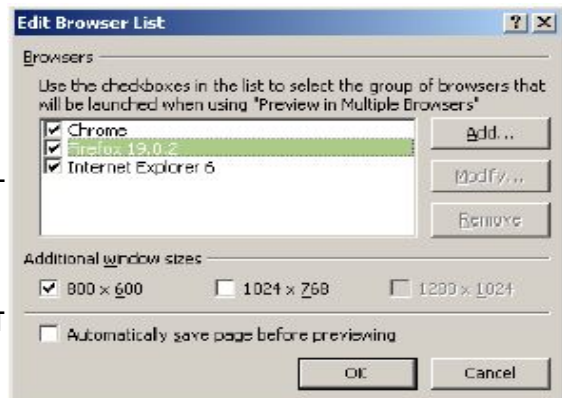 Edit Browser List
Browsers
Use the checkboxes in the list to select the group of browsers that
will be launched when using "Preview in Multiple Browsers"
Chrome
Firefox 19.0.2
Internet Explorer 6
Add...
Modify...
Remove
Additional window sizes
800 x 600
1024 x 768
1280 x 1024
Automatically save page before previewing
OK
Cancel